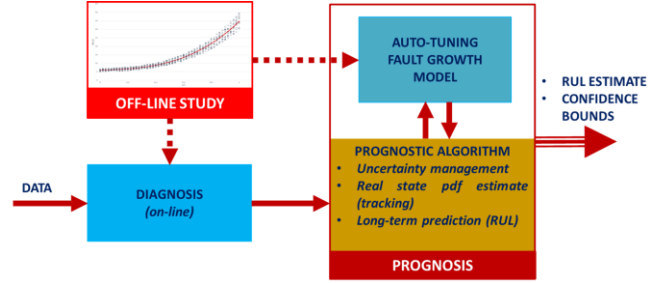 OFF-LINE STUDY
AUTO-TUNING
FAULT GROWTH
MODEL
• RUL ESTIMATE
• CONFIDENCE
BOUNDS
DATA
DIAGNOSIS
(on-line)
PROGNOSTIC ALGORITHM
• Uncertainty management
• Real state pdf estimate
(tracking)
• Long-term prediction (RUL)
PROGNOSIS